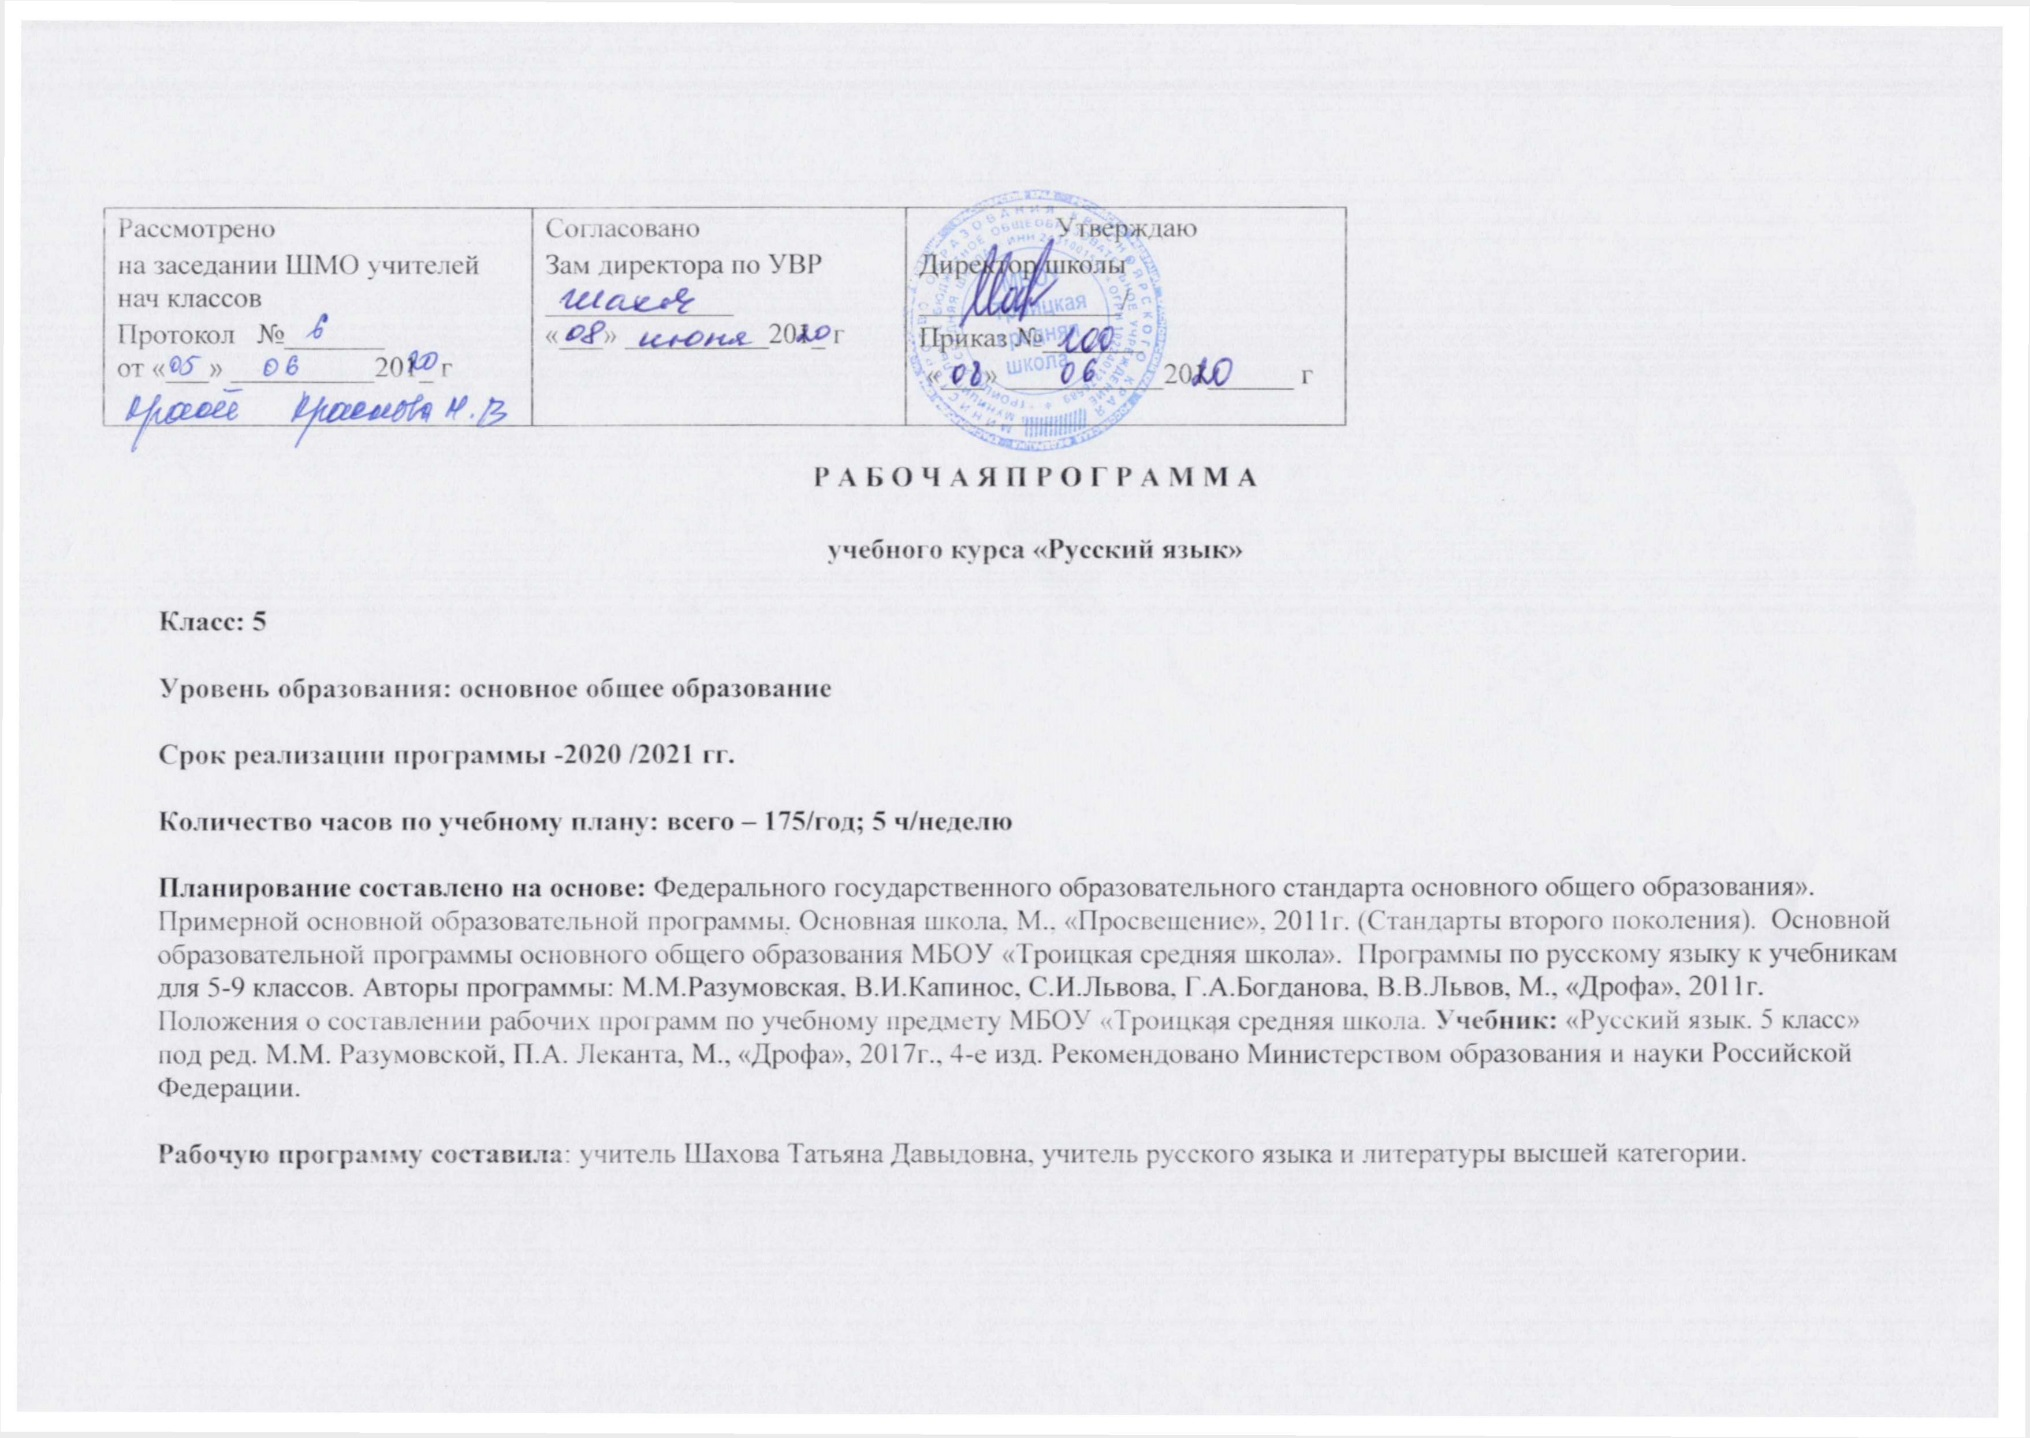 Рассмотрено
на заседании ШМО учителей
нач классов
Протокол № 6
от «05» 06 20120 г
Краснова Н.В
Согласовано
Зам директора по УВР
«08» июня 2020 г
Утверждаю
Директор школы
/
Приказ № 100
«08» 06 2020 г
Троицкая
средняя
школа
Р А Б О Ч А Я П Р О Г Р А М М А
учебного курса «Русский язык»
Класс: 5
Уровень образования: основное общее образование
Срок реализации программы -2020 /2021 гг.
Количество часов по учебному плану: всего – 175/год; 5 ч/неделю
Планирование составлено на основе: Федерального государственного образовательного стандарта основного общего образования».
Примерной основной образовательной программы. Основная школа, М., «Просвещение», 2011г. (Стандарты второго поколения). Основной
образовательной программы основного общего образования МБОУ «Троицкая средняя школа». Программы по русскому языку к учебникам
для 5-9 классов. Авторы программы: М.М.Разумовская, В.И.Капинос, С.И.Львова, Г.А.Богданова, В.В.Львов, М., «Дрофа», 2011г.
Положения о составлении рабочих программ по учебному предмету МБОУ «Троицкая средняя школа. Учебник: «Русский язык. 5 класс»
под ред. М.М. Разумовской, П.А. Леканта, М., «Дрофа», 2017г., 4-е изд. Рекомендовано Министерством образования и науки Российской
Федерации.
Рабочую программу составила: учитель Шахова Татьяна Давыдовна, учитель русского языка и литературы высшей категории.